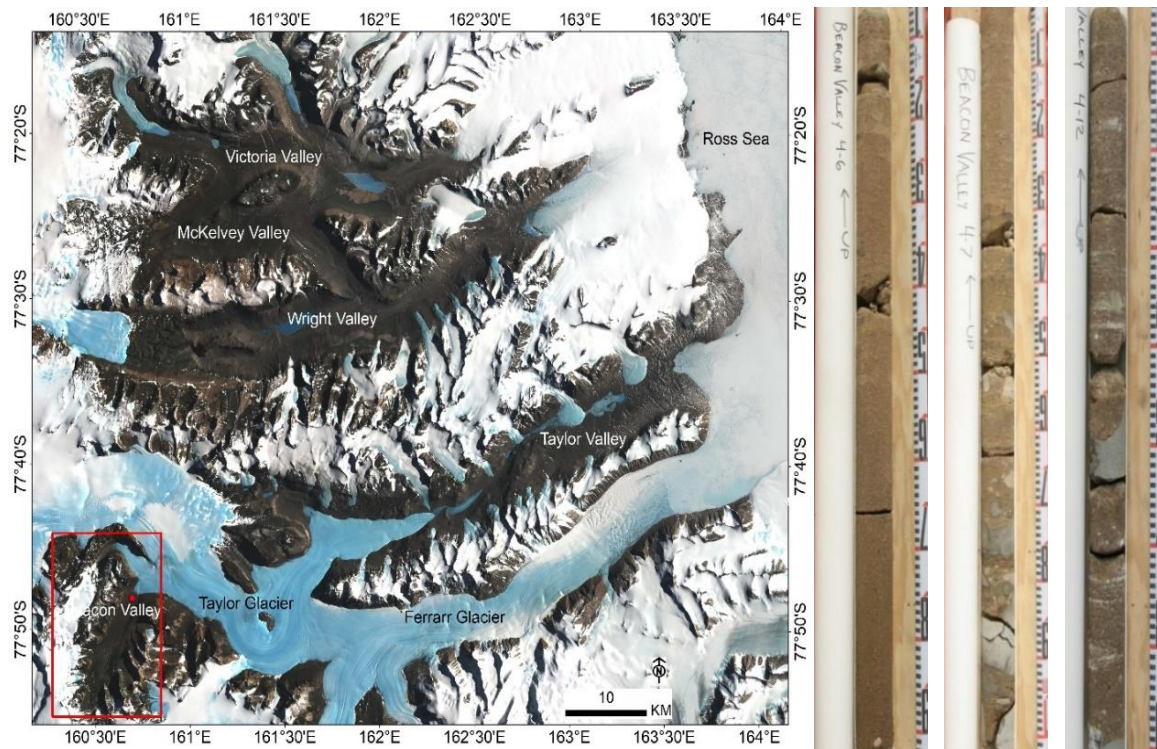 160°30'E 161°E 161°30'E 162°E 162°30'E 163°E 163°30'E 164°E
77°20'S
77°30'S
77°40'S
77°50'S
Ross Sea
Victoria Valley
McKelvey Valley
Wright Valley
Taylor Valley
eacon Valley
Taylor Glacier
Ferrarr Glacier
N
10
KM
77°20'S
77°30'S
77°40'S
77°50'S
160°30'E 161°E 161°30'E 162°E 162°30'E 163°E 163°30'E 164°E
BEACON VALLEY 4-6 ← UP
BEACON VALLEY 4-7 ← UP
VALLEY 4-12 ← UP